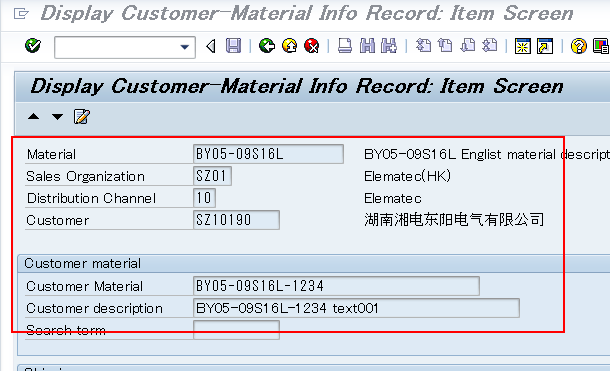 Display Customer-Material Info Record: Item Screen
Display Customer-Material Info Record: Item Screen
Material BY05-09S16L BY05-09S16L Englist material descript
Sales Organization SZ01 Elematec(HK)
Distribution Channel 10 Elematec
Customer SZ10190 湖南湘电东阳电气有限公司
Customer material
Customer Material BY05-09S16L-1234
Customer description BY05-09S16L-1234 text001
Search term